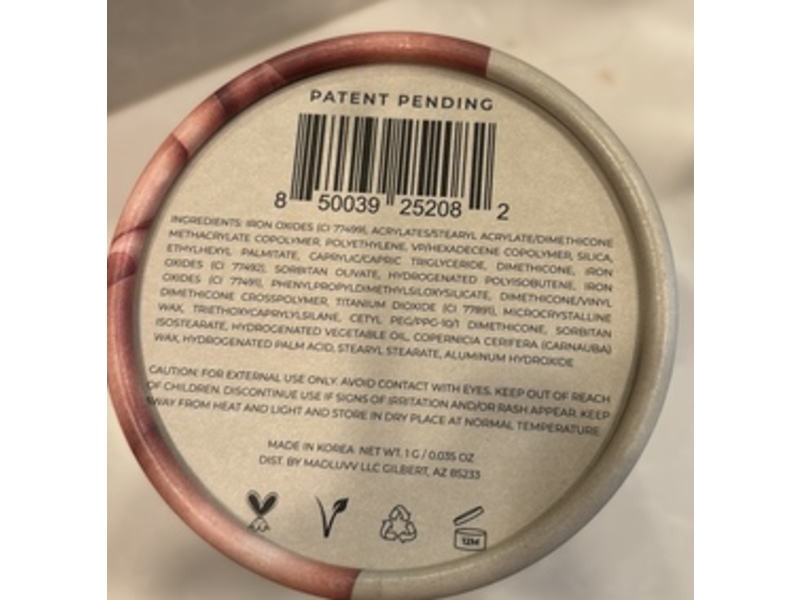 PATENT PENDING
8 50039 25208 2
INGREDIENTS: IRON OXIDES (CI 77499), ACRYLATES/STEARYL ACRYLATE/DIMETHICONE
METHACRYLATE COPOLYMER, POLYETHYLENE, VP/HEXADECENE COPOLYMER, SILICA,
ETHYLHEXYL PALMITATE, CAPRYLIC/CAPRIC TRIGLYCERIDE, DIMETHICONE, IRON
OXIDES (CI 77492), SORBITAN OLIVATE, HYDROGENATED POLYISOBUTENE, IRON
OXIDES (CI 77491), PHENYLPROPYLDIMETHYLSILOXYSILICATE, DIMETHICONE/VINYL
DIMETHICONE CROSSPOLYMER, TITANIUM DIOXIDE (CI 77891), MICROCRYSTALLINE
WAX, TRIETHOXYCAPRYLYLSILANE, CETYL PEG/PPG-10/1 DIMETHICONE, SORBITAN
ISOSTEARATE, HYDROGENATED VEGETABLE OIL, COPERNICIA CERIFERA (CARNAUBA)
WAX, HYDROGENATED PALM ACID, STEARYL STEARATE, ALUMINUM HYDROXIDE
CAUTION: FOR EXTERNAL USE ONLY. AVOID CONTACT WITH EYES. KEEP OUT OF REACH
OF CHILDREN. DISCONTINUE USE IF SIGNS OF IRRITATION AND/OR RASH APPEAR. KEEP
AWAY FROM HEAT AND LIGHT AND STORE IN DRY PLACE AT NORMAL TEMPERATURE
MADE IN KOREA NET WT. 1 G / 0.035 OZ
DIST. BY MADLUVV LLC GILBERT, AZ 85233
12M